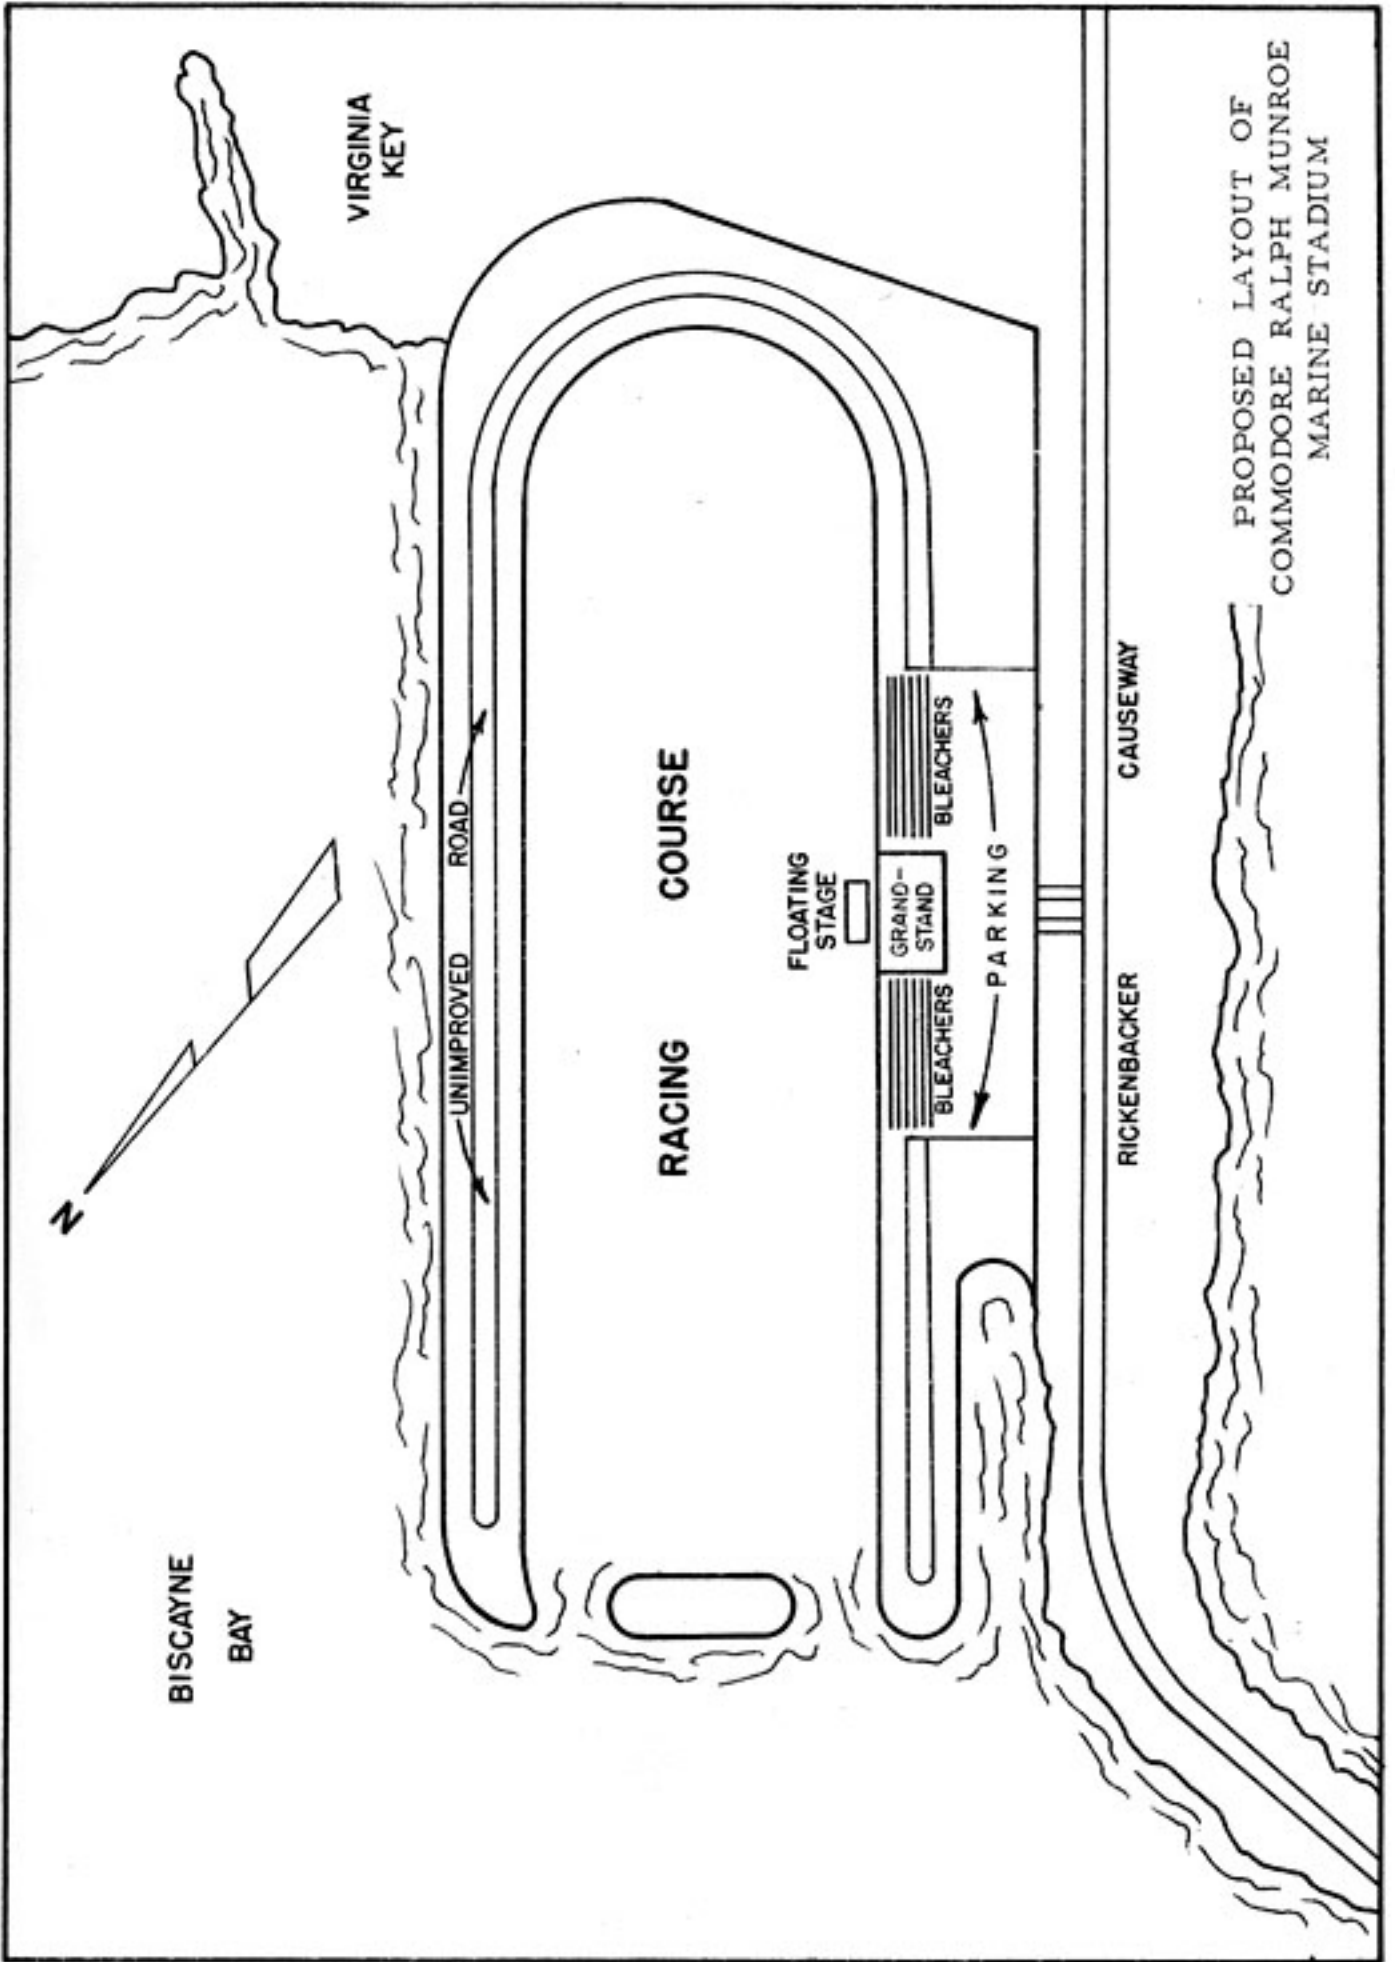 BISCAYNE
BAY
N
VIRGINIA
KEY
UNIMPROVED ROAD
RACING COURSE
FLOATING
STAGE
BLEACHERS
GRAND-
STAND
BLEACHERS
PARKING
RICKENBACKER CAUSEWAY
PROPOSED LAYOUT OF
COMMODORE RALPH MUNROE
MARINE STADIUM